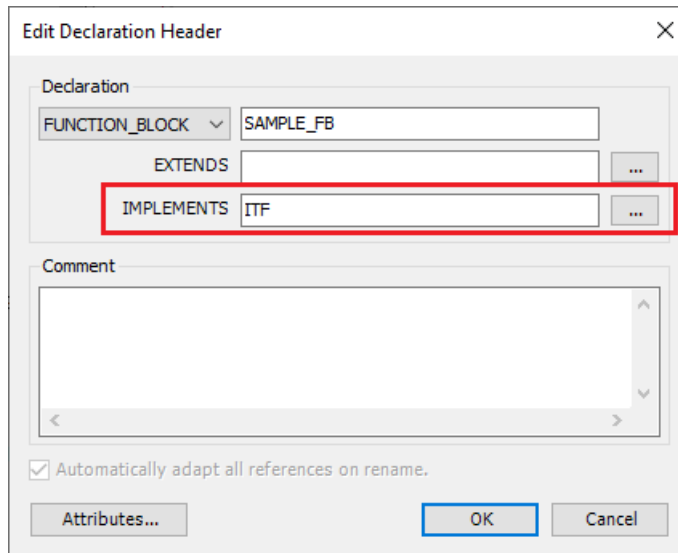 Edit Declaration Header
Declaration
FUNCTION_BLOCK SAMPLE_FB
EXTENDS ...
IMPLEMENTS ITF ...
Comment
Automatically adapt all references on rename.
Attributes... OK Cancel